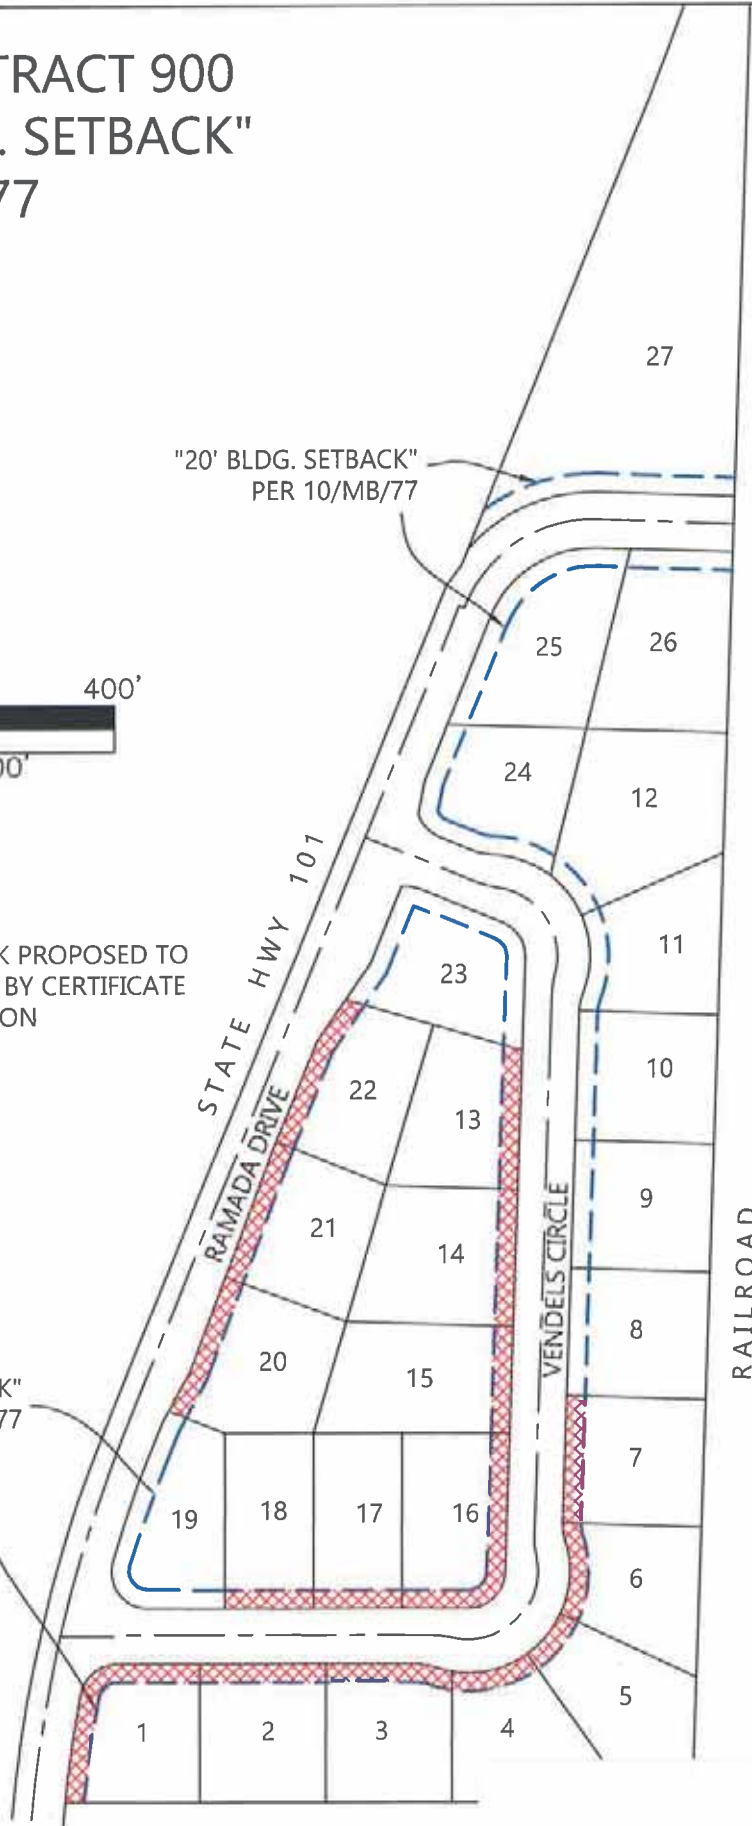 TRACT 900
. SETBACK"
77
27
"20' BLDG. SETBACK"
PER 10/MB/77
25
26
400'
00'
24
12
STATE HWY 101
K PROPOSED TO
BY CERTIFICATE
ON
23
11
22
13
10
RAMADA DRIVE
21
14
9
VENDELS CIRCLE
RAILROAD
20
15
8
K"
77
7
19
18
17
16
6
5
1
2
3
4